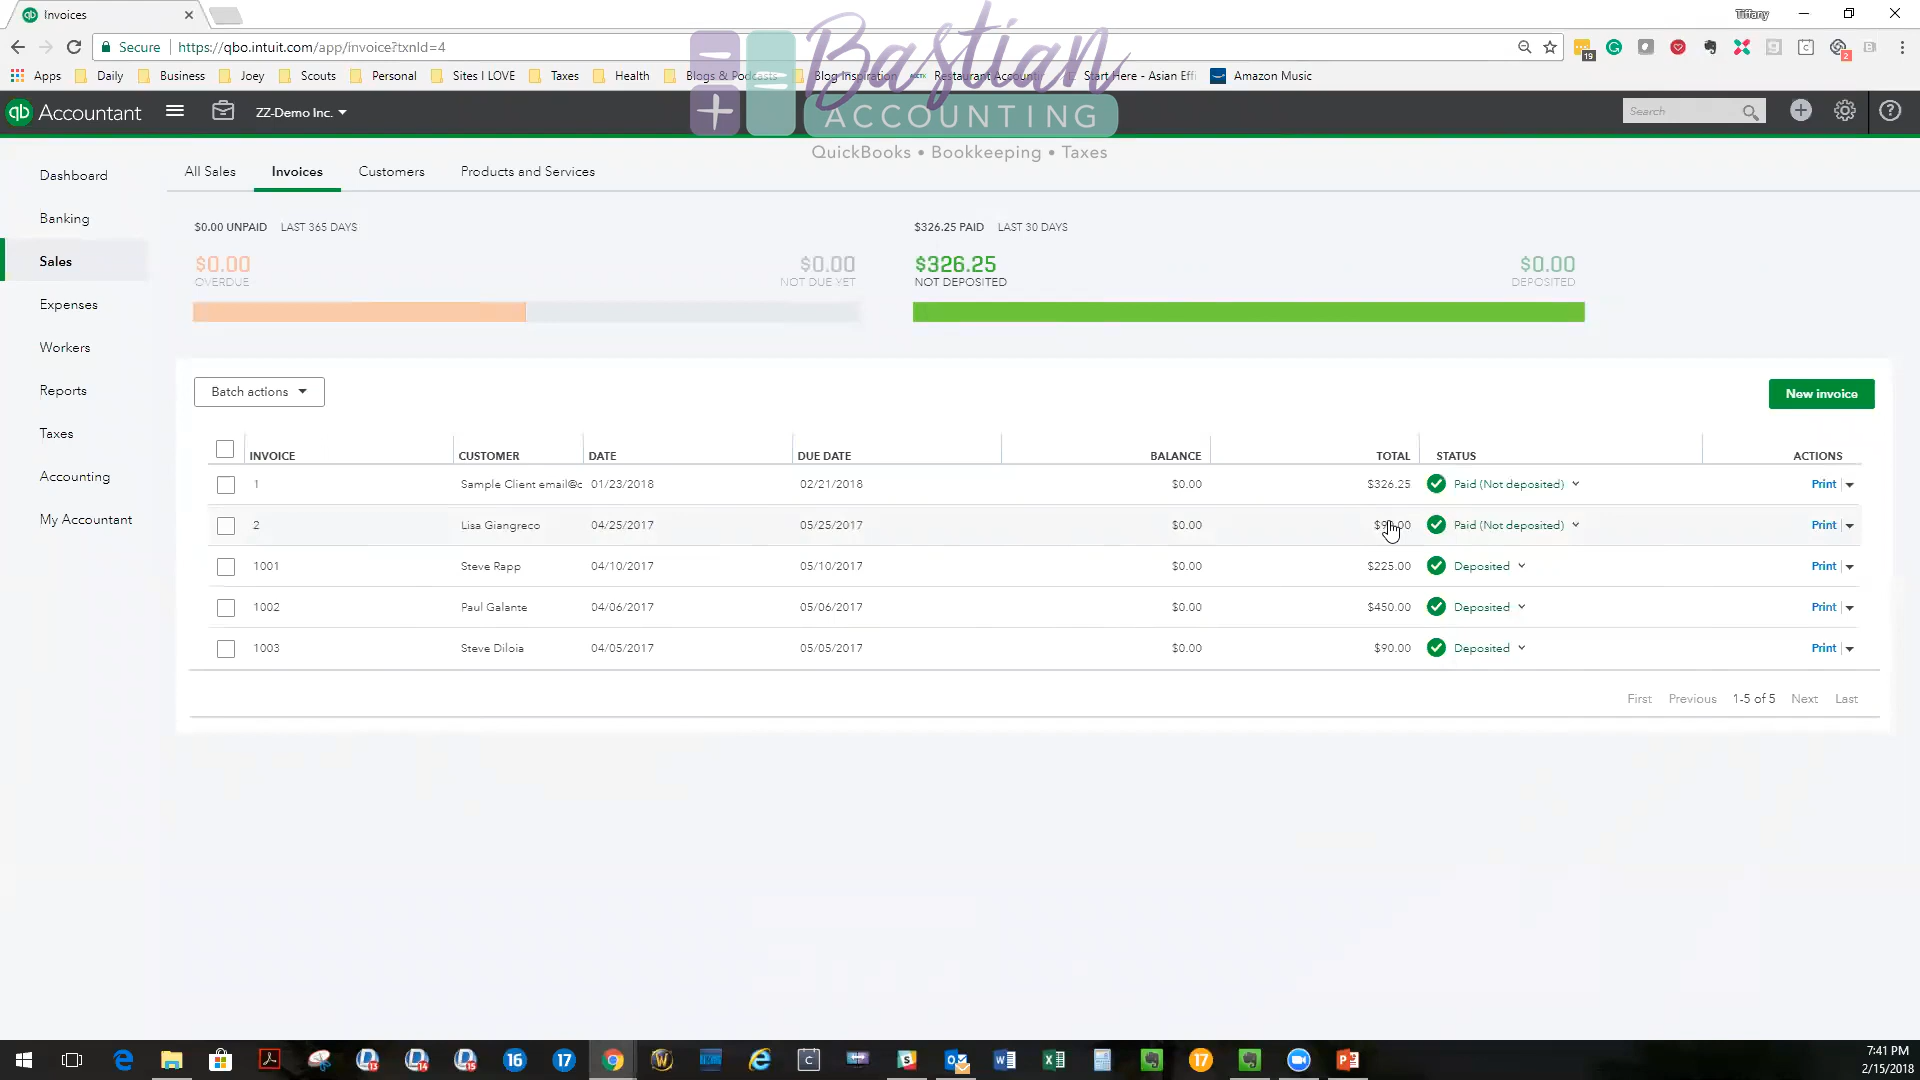 Invoices
Tiffany
Secure https://qbo.intuit.com/app/invoice?txnId=4
19
2
Apps Daily Business Joey Scouts Personal Sites I LOVE Taxes Health Blogs & Podcasts Blog Inspiration Restaurant Accounti Start Here - Asian Effi Amazon Music
Bastian
ACCOUNTING
QuickBooks • Bookkeeping • Taxes
qb Accountant ZZ-Demo Inc. Search
Dashboard
Banking
Sales
Expenses
Workers
Reports
Taxes
Accounting
My Accountant
All Sales Invoices Customers Products and Services
$0.00 UNPAID LAST 365 DAYS
$0.00 $0.00
OVERDUE NOT DUE YET
$326.25 PAID LAST 30 DAYS
$326.25 $0.00
NOT DEPOSITED DEPOSITED
Batch actions New invoice
INVOICE CUSTOMER DATE DUE DATE BALANCE TOTAL STATUS ACTIONS
1 Sample Client email@c 01/23/2018 02/21/2018 $0.00 $326.25 Paid (Not deposited) Print
2 Lisa Giangreco 04/25/2017 05/25/2017 $0.00 Paid (Not deposited) Print
1001 Steve Rapp 04/10/2017 05/10/2017 $0.00 $225.00 Deposited Print
1002 Paul Galante 04/06/2017 05/06/2017 $0.00 $450.00 Deposited Print
1003 Steve Diloia 04/05/2017 05/05/2017 $0.00 $90.00 Deposited Print
First Previous 1-5 of 5 Next Last
13 14 15 16 17 17
7:41 PM
2/15/2018